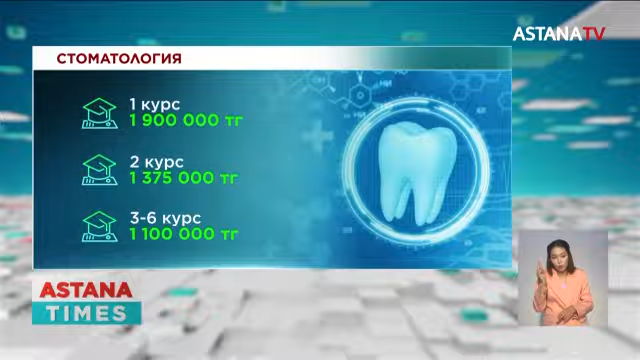 ASTANATV
СТОМАТОЛОГИЯ
1 курс
1 900 000 тг
2 курс
1 375 000 тг
3-6 курс
1 100 000 тг
ASTANA
TIMES